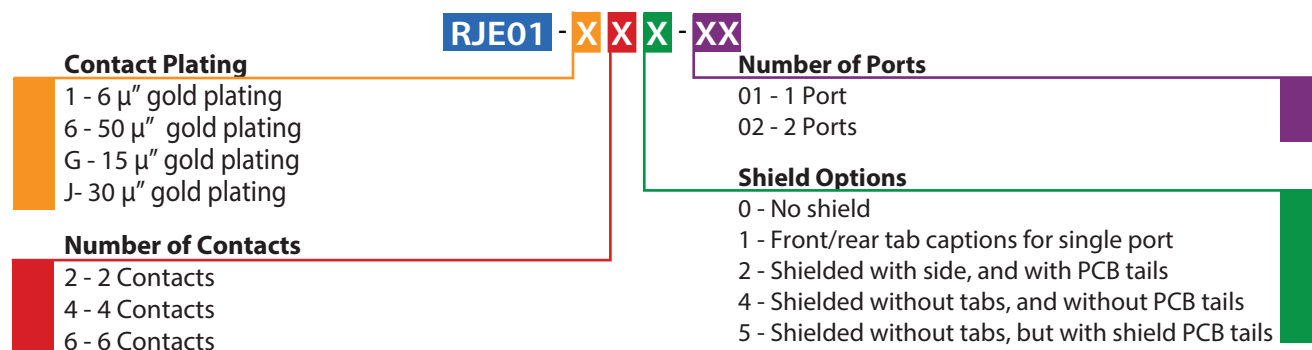 RJE01 - X X X - XX
Contact Plating
1 - 6 µ” gold plating
6 - 50 µ” gold plating
G - 15 µ” gold plating
J- 30 µ” gold plating
Number of Contacts
2 - 2 Contacts
4 - 4 Contacts
6 - 6 Contacts
Number of Ports
01 - 1 Port
02 - 2 Ports
Shield Options
0 - No shield
1 - Front/rear tab captions for single port
2 - Shielded with side, and with PCB tails
4 - Shielded without tabs, and without PCB tails
5 - Shielded without tabs, but with shield PCB tails